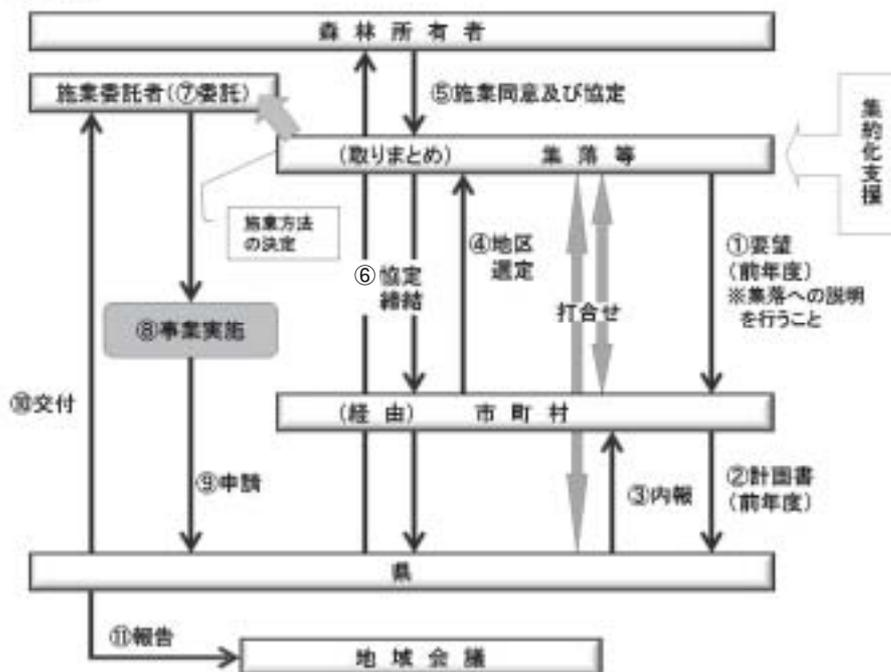 森林所有者
施業委託者(⑦委託)
⑤施業同意及び協定
集約化支援
(取りまとめ) 集落等
施業方法
の決定
④地区
選定
①要望
(前年度)
※集落への説明
を行うこと
⑥協定
締結
打合せ
⑧事業実施
⑩交付
(経由) 市町村
⑨申請
③内報
②計画書
(前年度)
県
⑪報告
地域会議